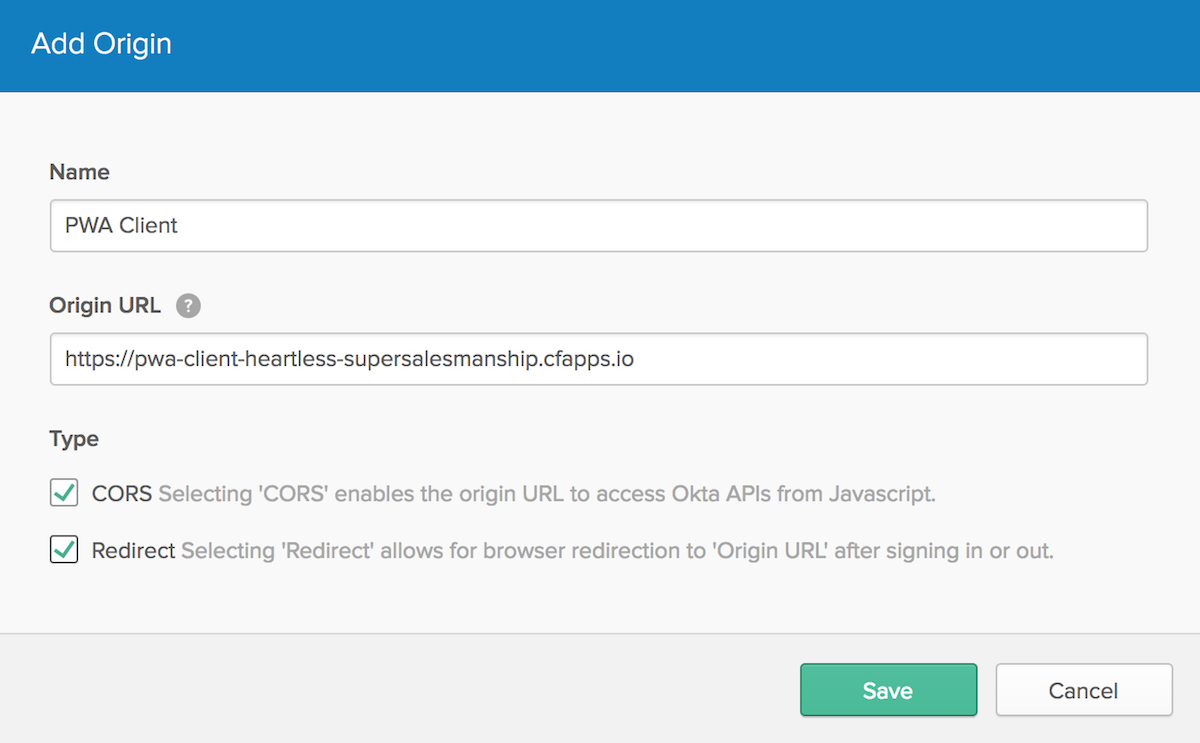 Add Origin
Name
PWA Client
Origin URL ?
https://pwa-client-heartless-supersalesmanship.cfapps.io
Type
CORS Selecting 'CORS' enables the origin URL to access Okta APIs from Javascript.
Redirect Selecting 'Redirect' allows for browser redirection to 'Origin URL' after signing in or out.
Save Cancel